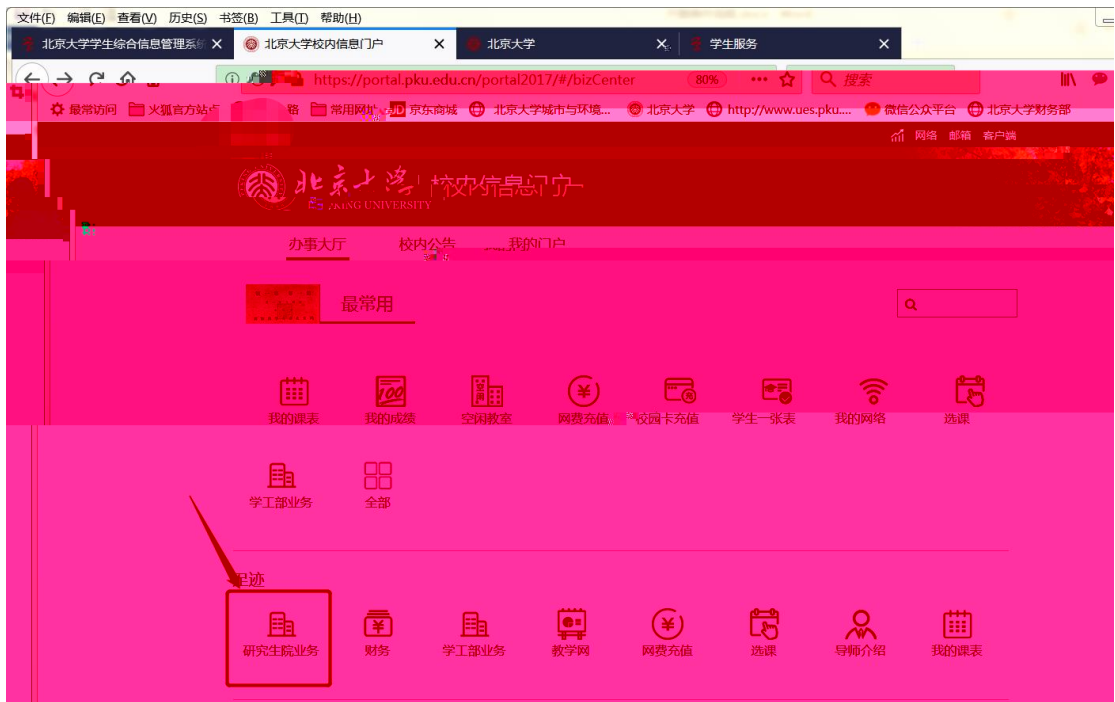 文件(F) 编辑(E) 查看(V) 历史(S) 书签(B) 工具(T) 帮助(H)
北京大学学生综合信息管理系统 北京大学校内信息门户 北京大学 学生服务
https://portal.pku.edu.cn/portal2017/#/bizCenter 80% 搜索
最常访问 火狐官方站点 常用网址 JD 京东商城 北京大学城市与环境... 北京大学 http://www.ues.pku.... 微信公众平台 北京大学财务部
网络 邮箱 客户端
北京大学 校内信息门户
KING UNIVERSITY
办事大厅 校内公告 我的门户
最常用
我的课表 我的成绩 空闲教室 网费充值 校园卡充值 学生一张表 我的网络 选课
学工部业务 全部
足迹
研究生院业务 财务 学工部业务 教学网 网费充值 选课 导师介绍 我的课表